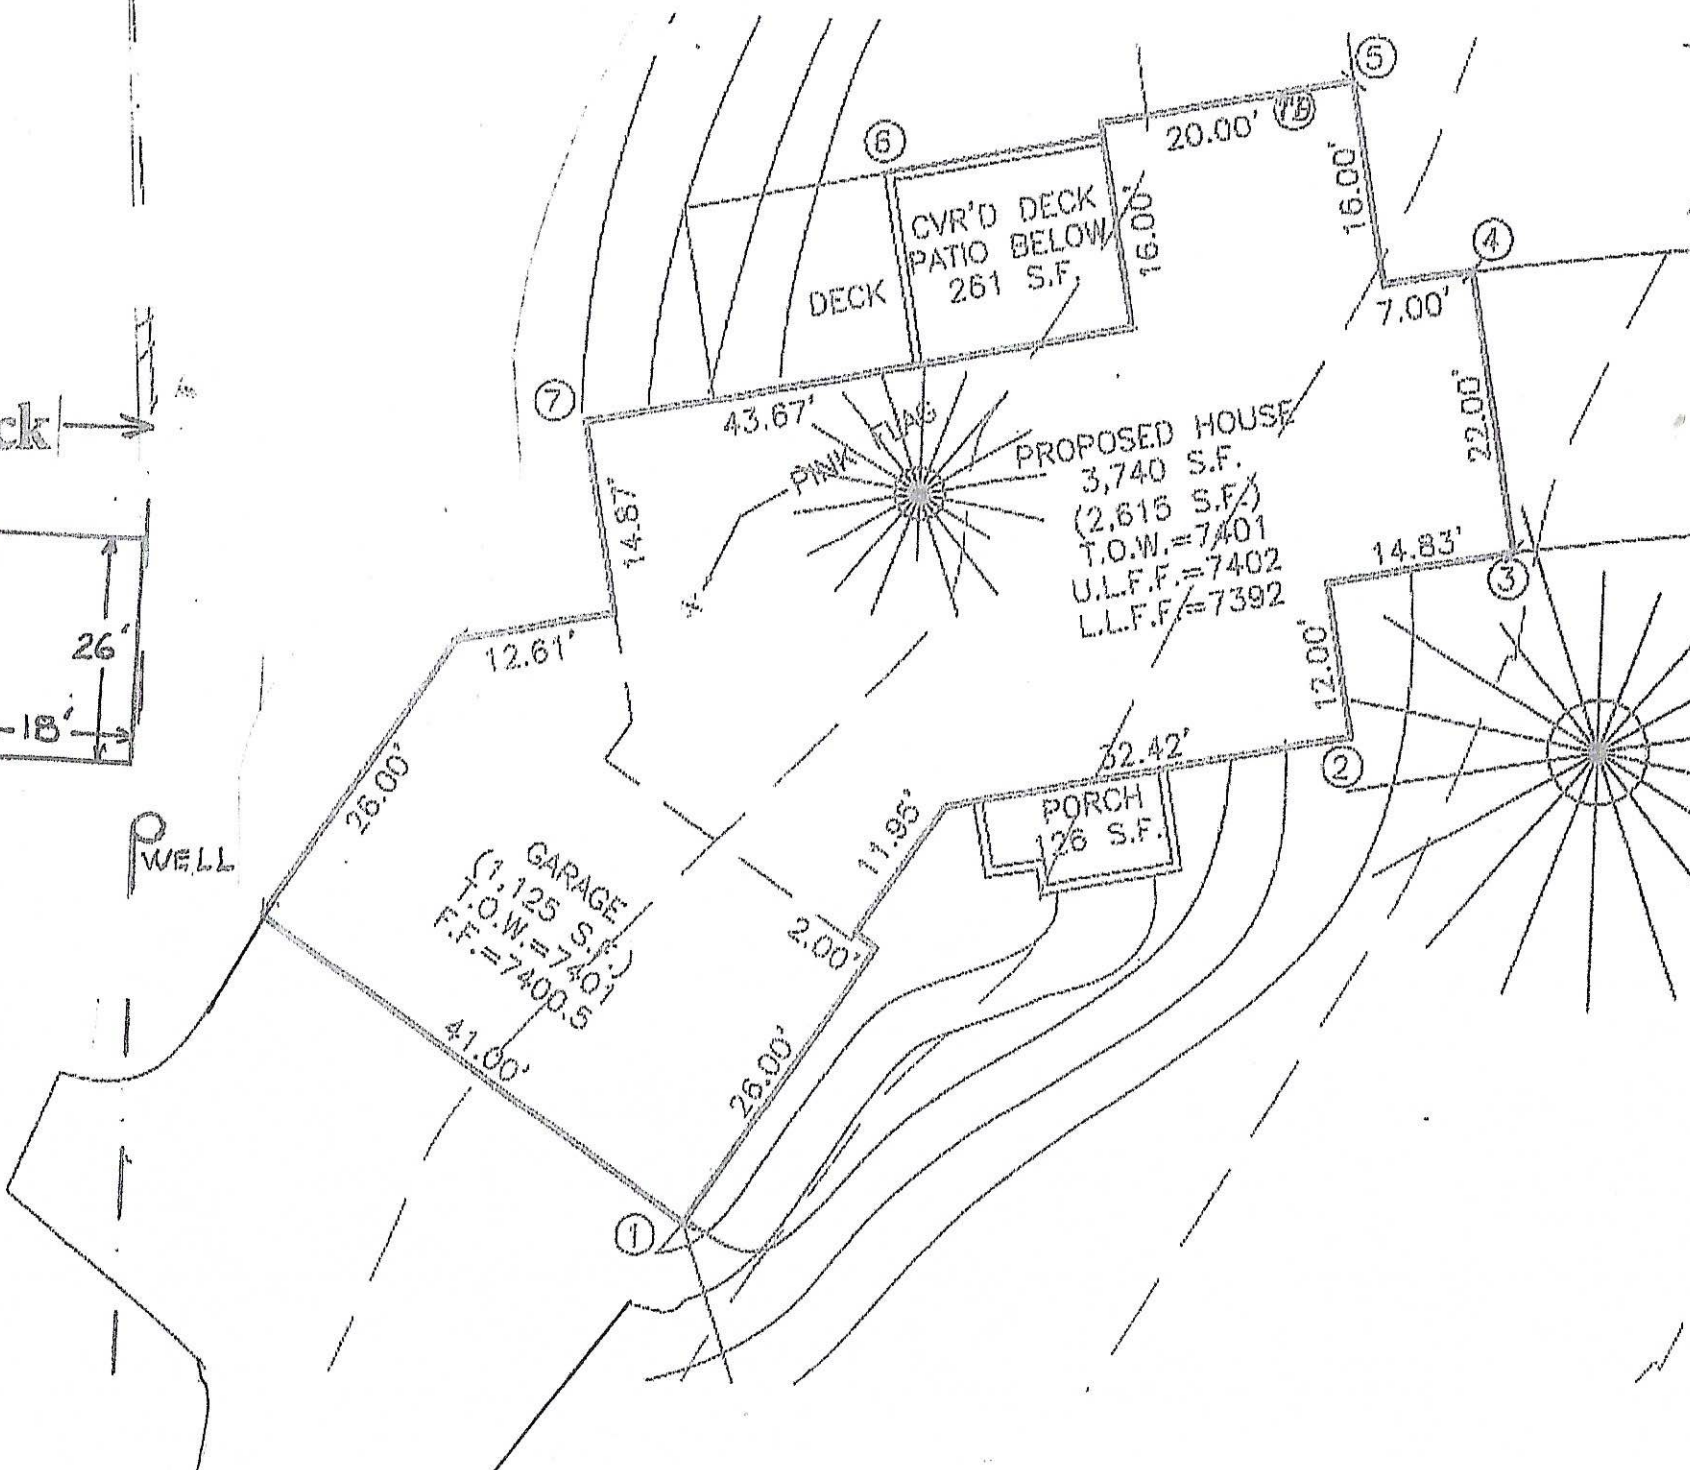 5
6
20.00'
16.00'
CVR'D DECK
PATIO BELOW
261 S.F.
16.00'
4
DECK
7.00'
7
43.67'
PINK FLAG
22.00'
ck
PROPOSED HOUSE
3,740 S.F.
(2,615 S.F.)
T.O.W.=7401
U.L.F.F.=7402
L.L.F.F.=7392
14.87'
14.83'
3
12.61'
26'
12.00'
18'
32.42'
2
26.00'
PORCH
126 S.F.
11.95'
WELL
GARAGE
(1,125 S.F.)
T.O.W.=7401
F.F.=7400.5
2.00'
41.00'
26.00'
1